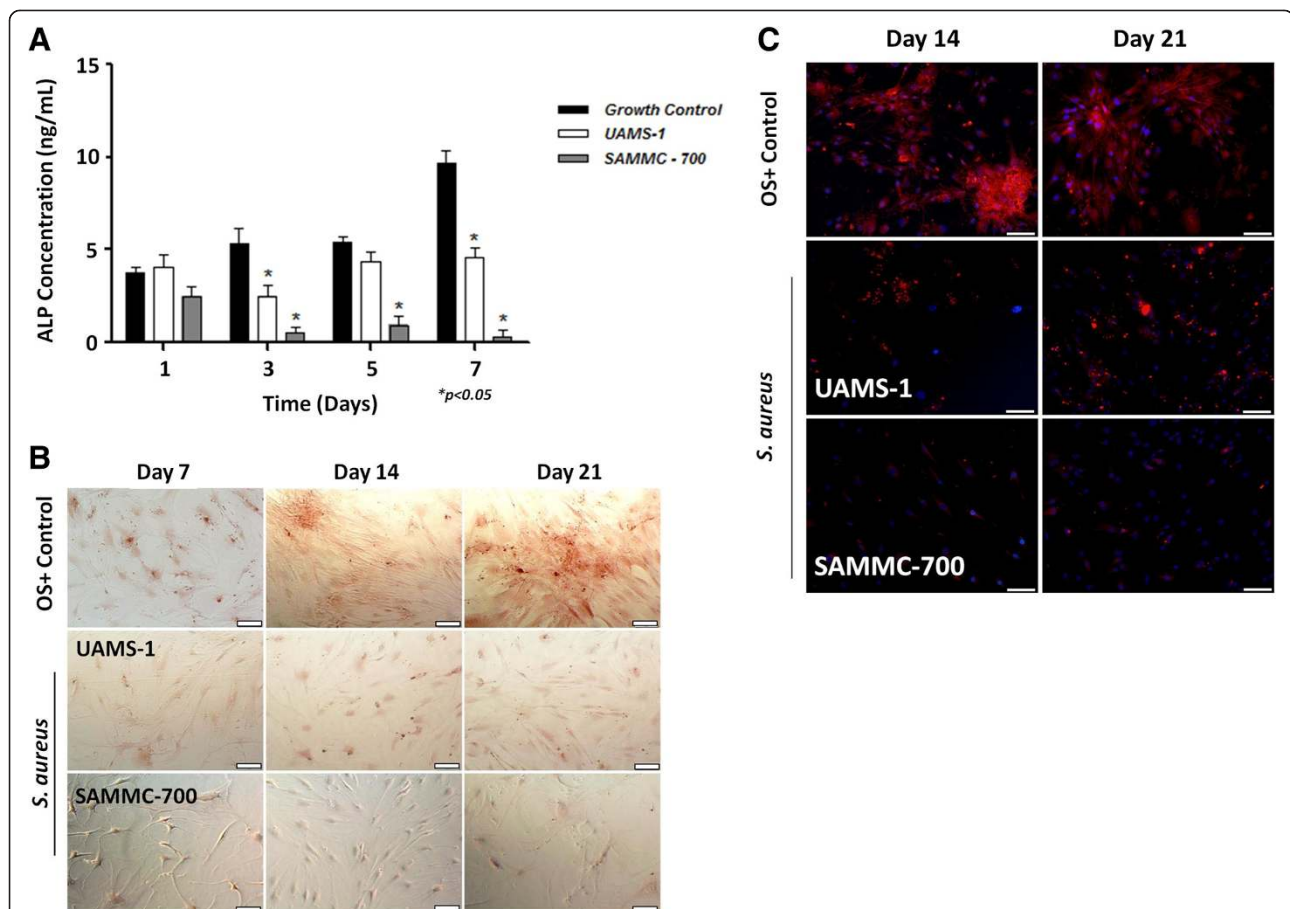 A
15
10
5
0
ALP Concentration (ng/mL)
Growth Control
UAMS-1
SAMMC - 700
*
*
*
*
*
1 3 5 7
Time (Days)
*p<0.05
B
Day 7 Day 14 Day 21
OS+ Control
S. aureus
UAMS-1
SAMMC-700
C
Day 14 Day 21
OS+ Control
S. aureus
UAMS-1
SAMMC-700